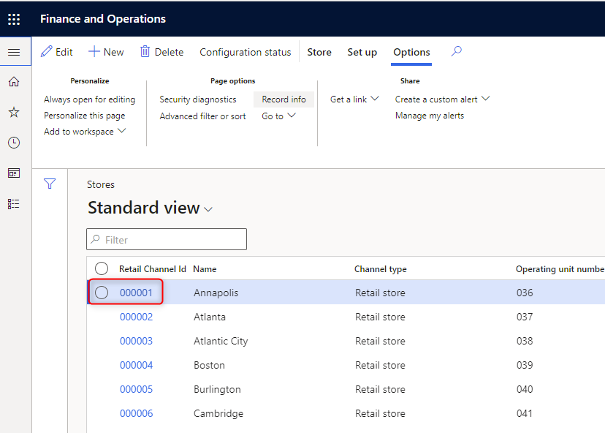 Finance and Operations
Edit New Delete Configuration status Store Set up Options
Personalize Page options Share
Always open for editing Security diagnostics Record info Get a link Create a custom alert
Personalize this page Advanced filter or sort Go to Manage my alerts
Add to workspace
Stores
Standard view
Filter
Retail Channel Id Name Channel type Operating unit number
000001 Annapolis Retail store 036
000002 Atlanta Retail store 037
000003 Atlantic City Retail store 038
000004 Boston Retail store 039
000005 Burlington Retail store 040
000006 Cambridge Retail store 041